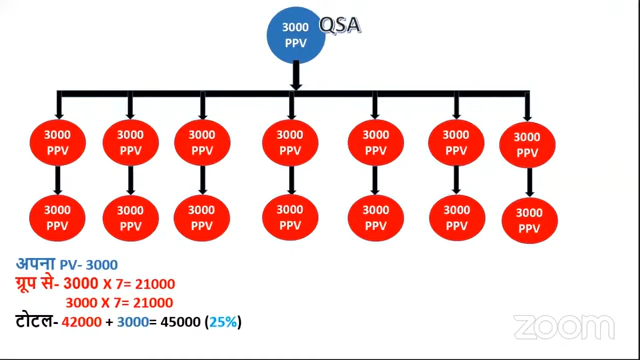 3000 QSA
PPV
3000 3000 3000 3000 3000 3000 3000
PPV PPV PPV PPV PPV PPV PPV
3000 3000 3000 3000 3000 3000 3000
PPV PPV PPV PPV PPV PPV PPV
अपना PV- 3000
ग्रूप से- 3000 X 7= 21000
3000 X 7= 21000
टोटल- 42000 + 3000= 45000 (25%)
zoom